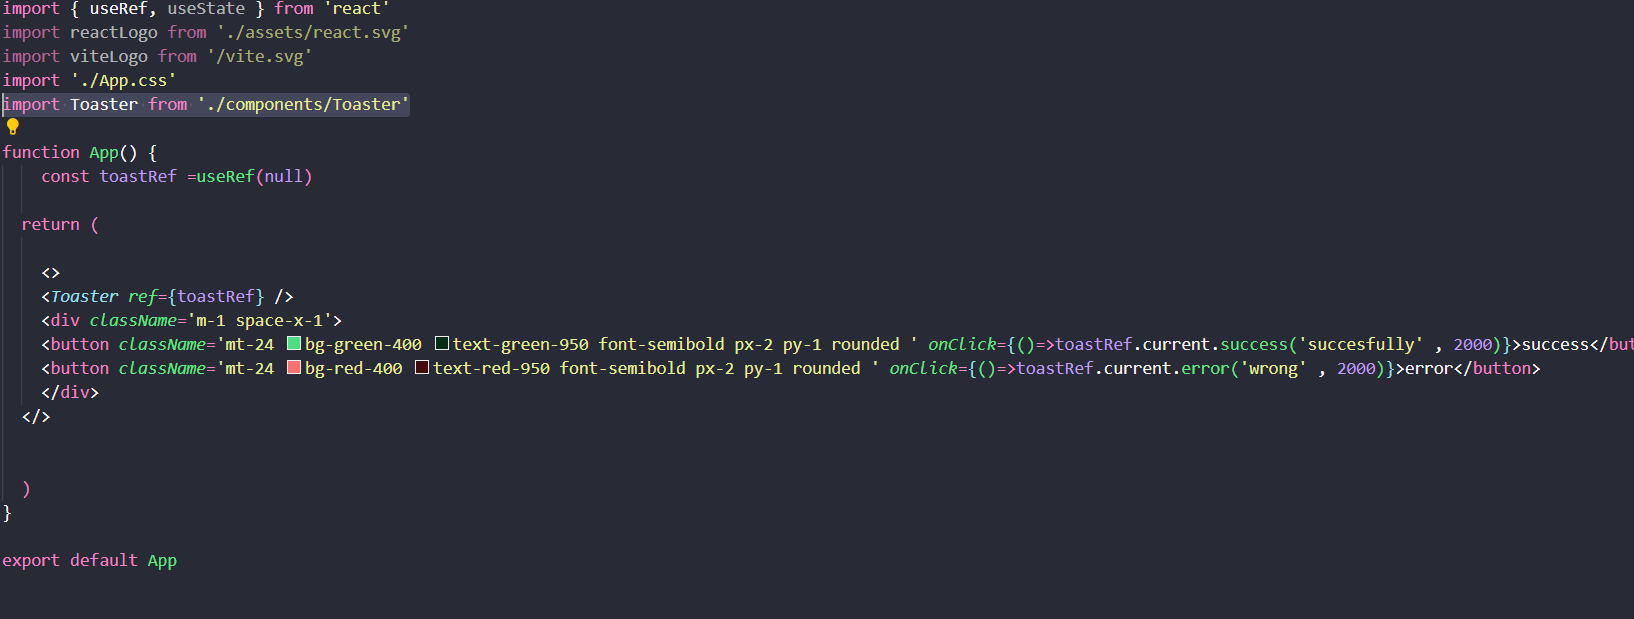 import { useRef, useState } from 'react'
import reactLogo from './assets/react.svg'
import viteLogo from '/vite.svg'
import './App.css'
import Toaster from './components/Toaster'
function App() {
const toastRef =useRef(null)
return (
<>
<Toaster ref={toastRef} />
<div className='m-1 space-x-1'>
<button className='mt-24 bg-green-400 text-green-950 font-semibold px-2 py-1 rounded ' onClick={()=>toastRef.current.success('succesfully' , 2000)}>success</but
<button className='mt-24 bg-red-400 text-red-950 font-semibold px-2 py-1 rounded ' onClick={()=>toastRef.current.error('wrong' , 2000)}>error</button>
</div>
</>
)
}
export default App